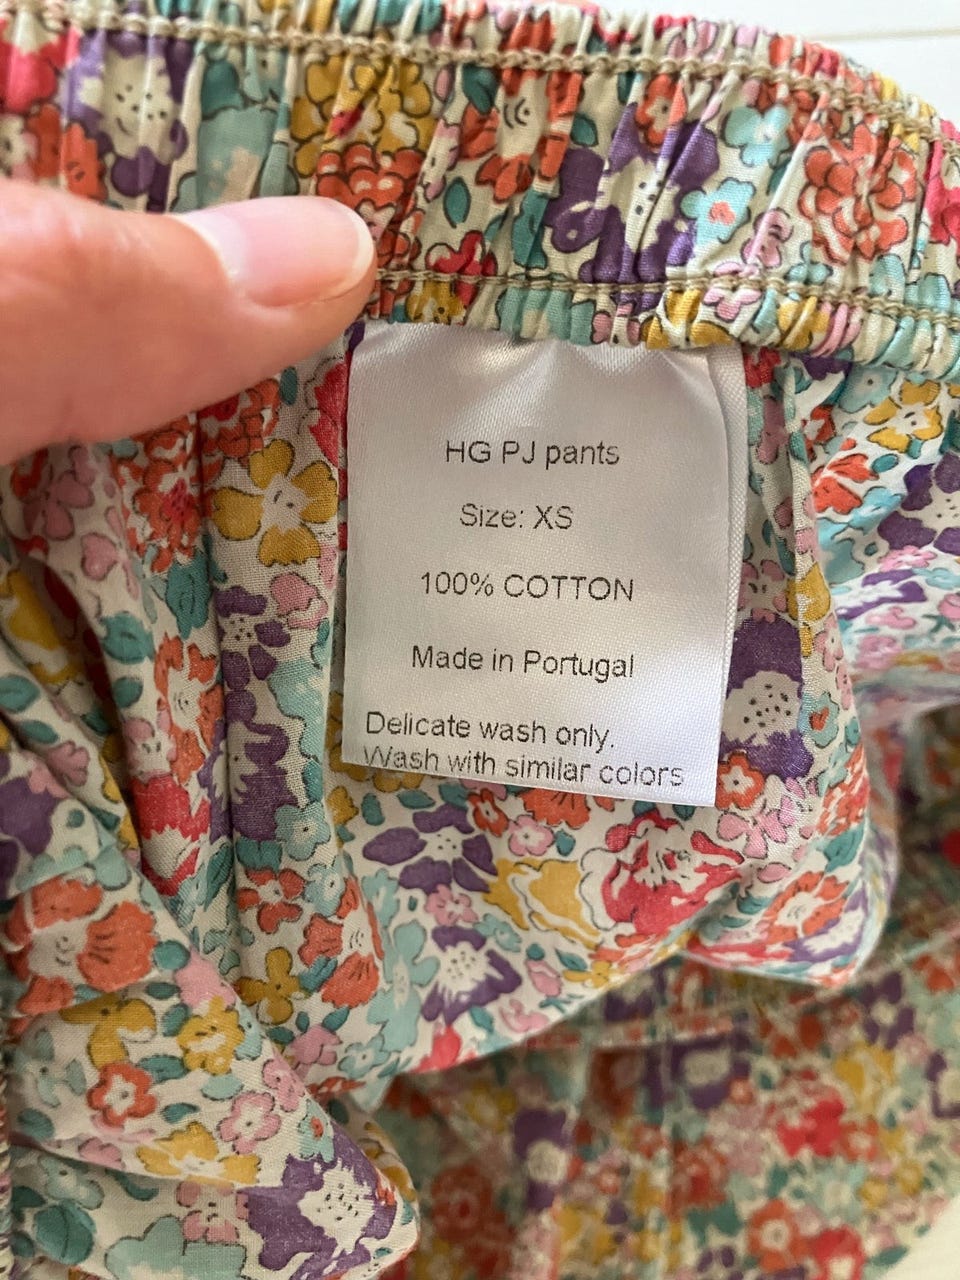 HG PJ pants
Size: XS
100% COTTON
Made in Portugal
Delicate wash only.
Wash with similar colors